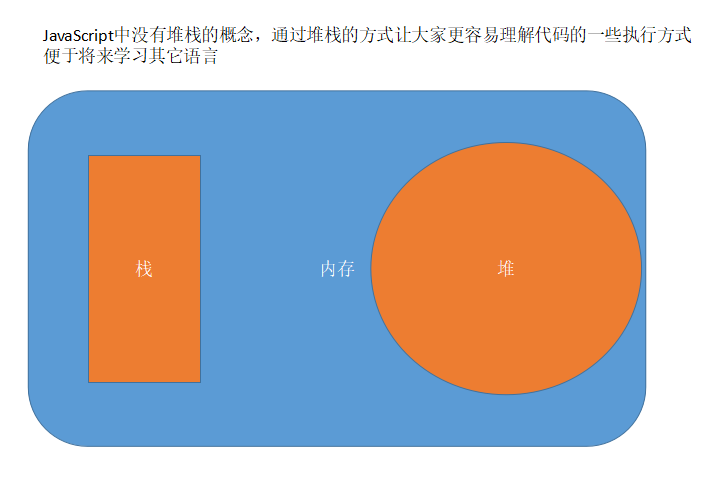 JavaScript中没有堆栈的概念，通过堆栈的方式让大家更容易理解代码的一些执行方式
便于将来学习其它语言
栈
内存
堆